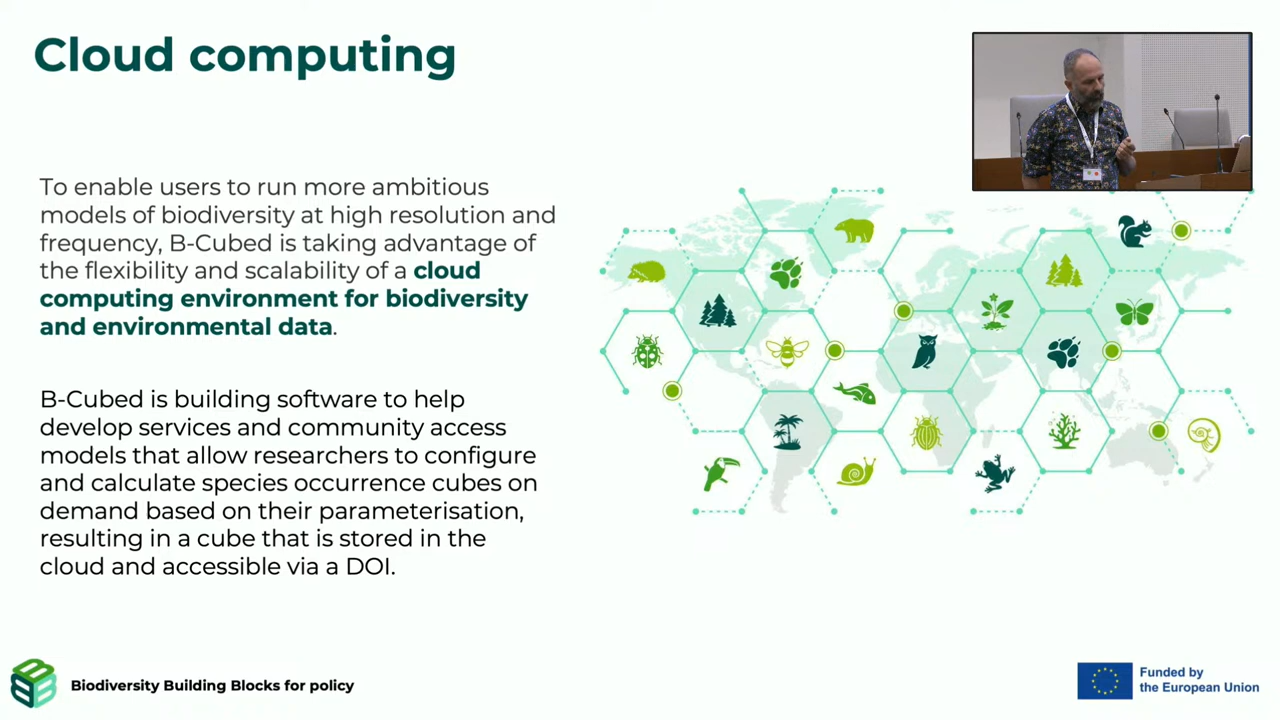 Cloud computing
To enable users to run more ambitious
models of biodiversity at high resolution and
frequency, B-Cubed is taking advantage of
the flexibility and scalability of a cloud
computing environment for biodiversity
and environmental data.
B-Cubed is building software to help
develop services and community access
models that allow researchers to configure
and calculate species occurrence cubes on
demand based on their parameterisation,
resulting in a cube that is stored in the
cloud and accessible via a DOI.
Biodiversity Building Blocks for policy
Funded by
the European Union